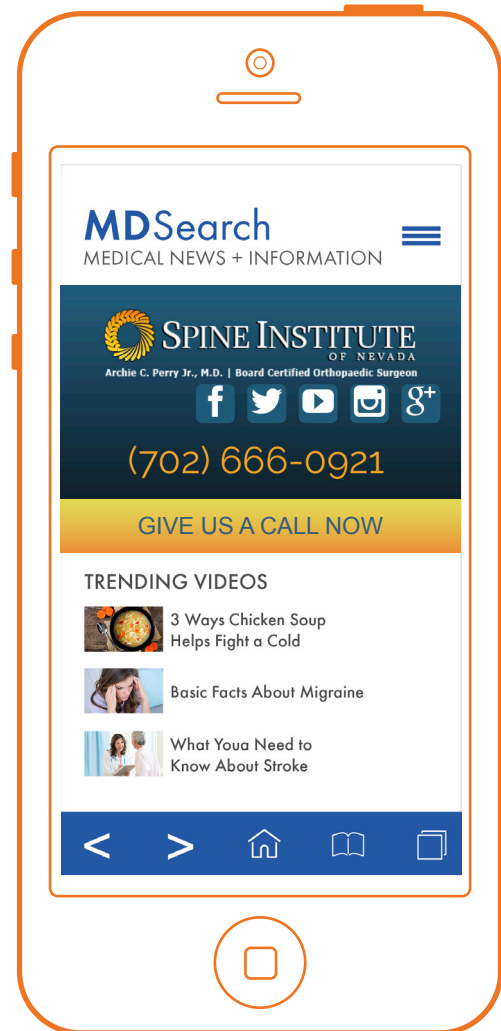 MDSearch
MEDICAL NEWS + INFORMATION
SPINE INSTITUTE
OF NEVADA
Archie C. Perry Jr., M.D. | Board Certified Orthopaedic Surgeon
f g+
(702) 666-0921
GIVE US A CALL NOW
TRENDING VIDEOS
3 Ways Chicken Soup
Helps Fight a Cold
Basic Facts About Migraine
What Youa Need to
Know About Stroke
< >